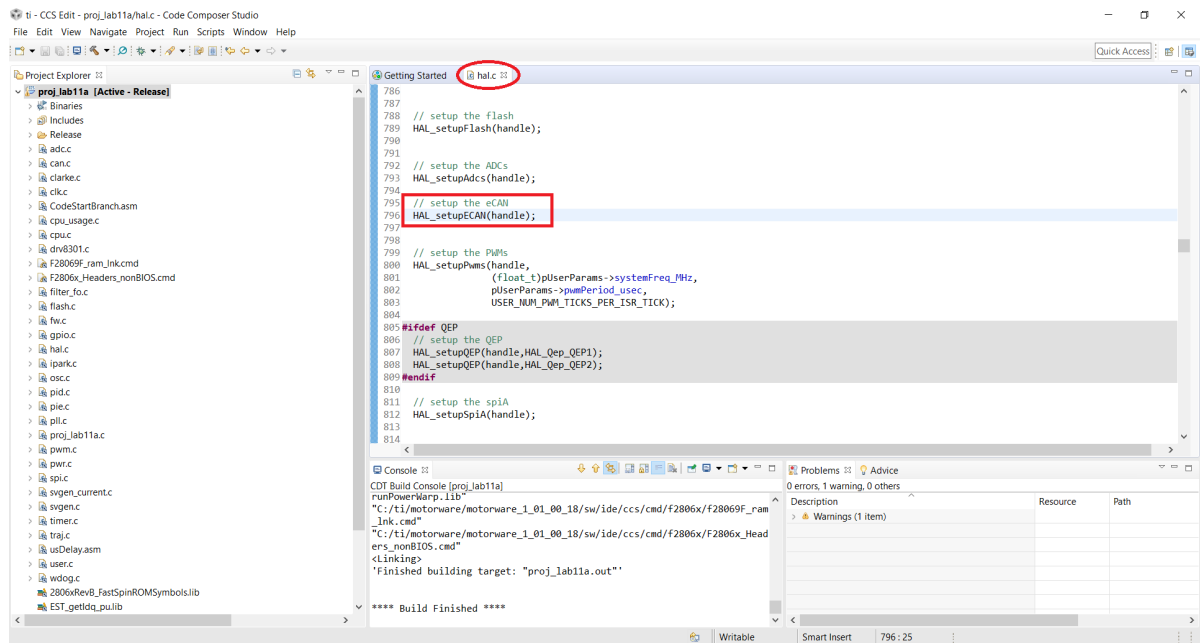 ti - CCS Edit - proj_lab11a/hal.c - Code Composer Studio
File Edit View Navigate Project Run Scripts Window Help
Quick Access
Project Explorer
proj_lab11a [Active - Release]
Binaries
Includes
Release
adc.c
can.c
clarke.c
clk.c
CodeStartBranch.asm
cpu_usage.c
cpu.c
drv8301.c
F28069F_ram_lnk.cmd
F2806x_Headers_nonBIOS.cmd
filter_fo.c
flash.c
fw.c
gpio.c
hal.c
ipark.c
osc.c
pid.c
pie.c
pll.c
proj_lab11a.c
pwm.c
pwr.c
spi.c
svgen_current.c
svgen.c
timer.c
traj.c
usDelay.asm
user.c
wdog.c
2806xRevB_FastSpinROMSymbols.lib
EST_getIdq_pu.lib
Getting Started hal.c
786
787
788 // setup the flash
789 HAL_setupFlash(handle);
790
791
792 // setup the ADCs
793 HAL_setupAdcs(handle);
794
795 // setup the eCAN
796 HAL_setupECAN(handle);
797
798
799 // setup the PWMs
800 HAL_setupPwms(handle,
801 (float_t)pUserParams->systemFreq_MHz,
802 pUserParams->pwmPeriod_usec,
803 USER_NUM_PWM_TICKS_PER_ISR_TICK);
804
805 #ifdef QEP
806 // setup the QEP
807 HAL_setupQEP(handle,HAL_Qep_QEP1);
808 HAL_setupQEP(handle,HAL_Qep_QEP2);
809 #endif
810
811 // setup the spiA
812 HAL_setupSpiA(handle);
813
814
Console
CDT Build Console [proj_lab11a]
runPowerWarp.lib"
"C:/ti/motorware/motorware_1_01_00_18/sw/ide/ccs/cmd/f2806x/f28069F_ram
_lnk.cmd"
"C:/ti/motorware/motorware_1_01_00_18/sw/ide/ccs/cmd/f2806x/F2806x_Head
ers_nonBIOS.cmd"
<Linking>
'Finished building target: "proj_lab11a.out"'
**** Build Finished ****
Problems Advice
0 errors, 1 warning, 0 others
Description Resource Path
Warnings (1 item)
Writable Smart Insert 796 : 25